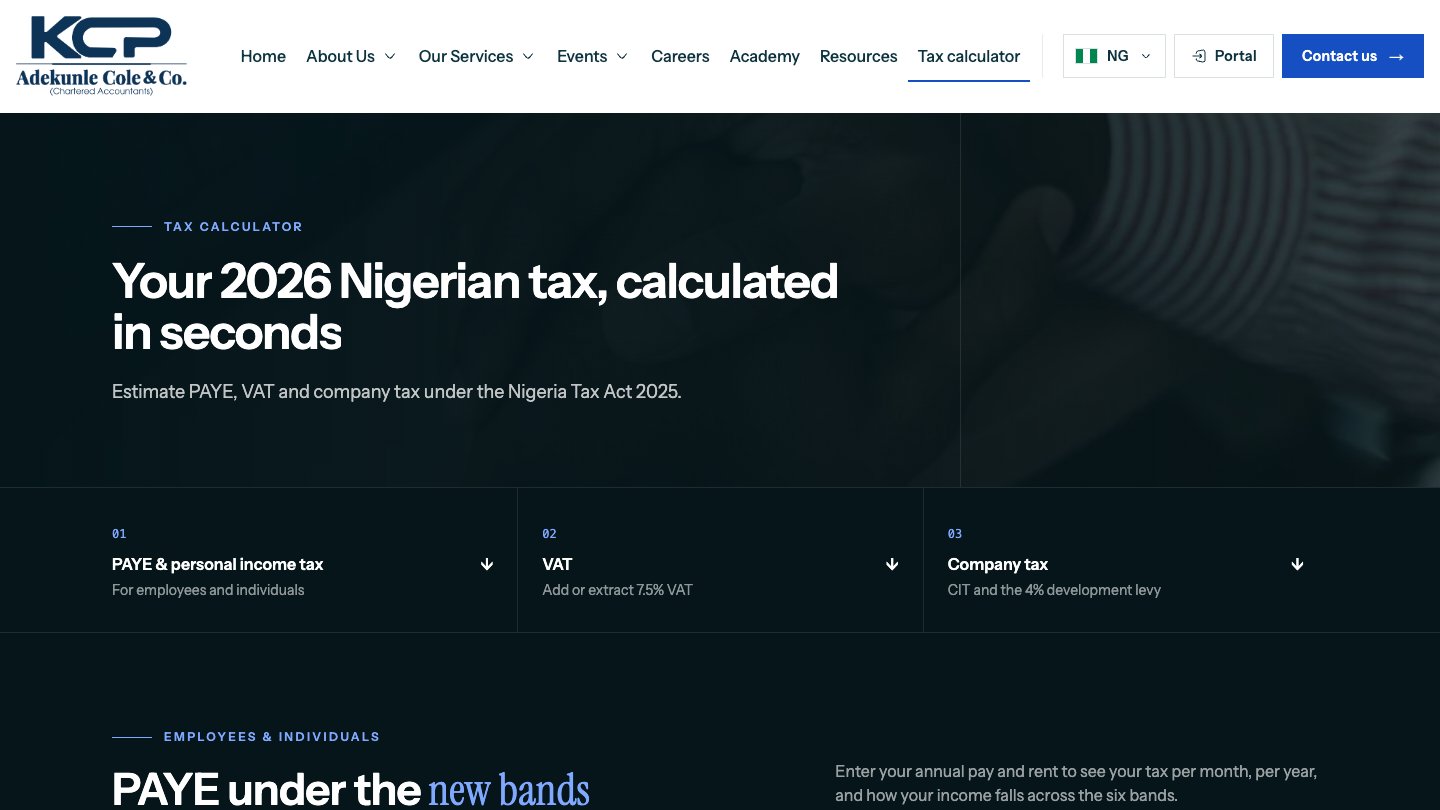 KCP
Adekunle Cole & Co.
(Chartered Accountants)
Home About Us Our Services Events Careers Academy Resources Tax calculator NG Portal Contact us →
TAX CALCULATOR
Your 2026 Nigerian tax, calculated
in seconds
Estimate PAYE, VAT and company tax under the Nigeria Tax Act 2025.
01
PAYE & personal income tax
For employees and individuals
02
VAT
Add or extract 7.5% VAT
03
Company tax
CIT and the 4% development levy
EMPLOYEES & INDIVIDUALS
PAYE under the new bands
Enter your annual pay and rent to see your tax per month, per year,
and how your income falls across the six bands.